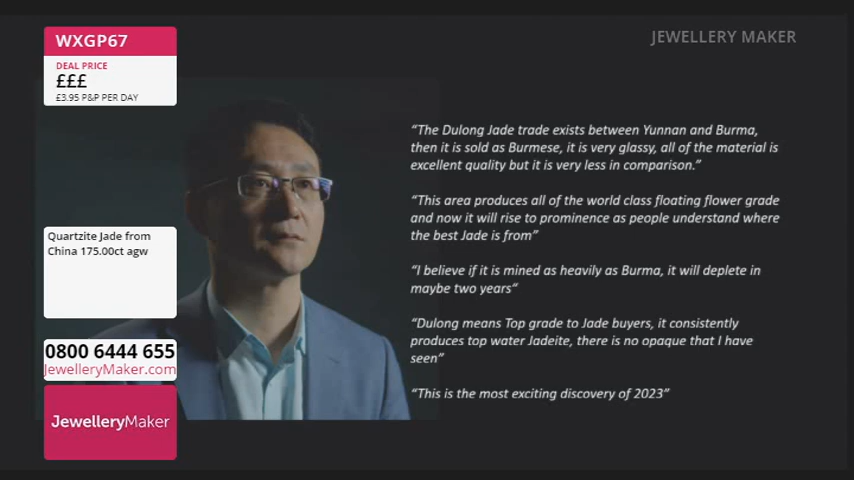 WXGP67
DEAL PRICE
£££
£3.95 P&P PER DAY
JEWELLERY MAKER
“The Dulong Jade trade exists between Yunnan and Burma,
then it is sold as Burmese, it is very glassy, all of the material is
excellent quality but it is very less in comparison.”
“This area produces all of the world class floating flower grade
and now it will rise to prominence as people understand where
the best Jade is from”
“I believe if it is mined as heavily as Burma, it will deplete in
maybe two years“
“Dulong means Top grade to Jade buyers, it consistently
produces top water Jadeite, there is no opaque that I have
seen”
“This is the most exciting discovery of 2023”
Quartzite Jade from
China 175.00ct agw
0800 6444 655
JewelleryMaker.com
JewelleryMaker